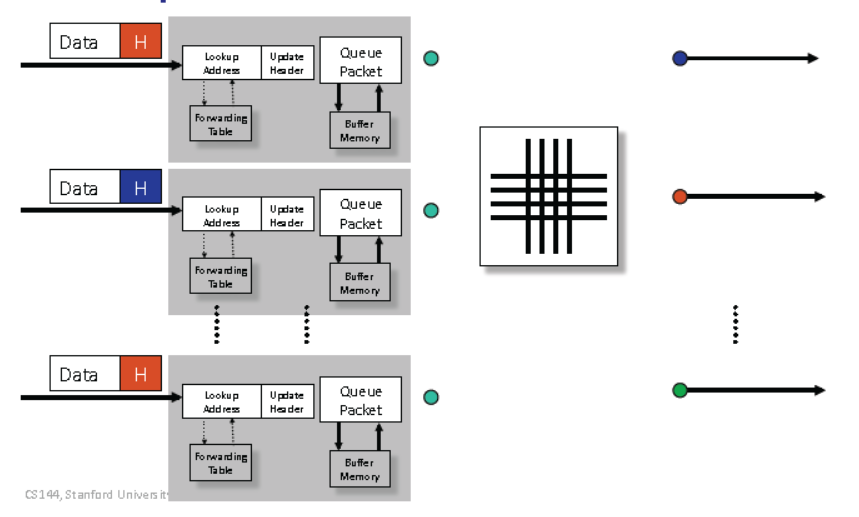 Data H
Lookup
Address
Update
Header
Queue
Packet
Forwarding
Table
Buffer
Memory
Data H
Lookup
Address
Update
Header
Queue
Packet
Forwarding
Table
Buffer
Memory
Data H
Lookup
Address
Update
Header
Queue
Packet
Forwarding
Table
Buffer
Memory
CS144, Stanford University